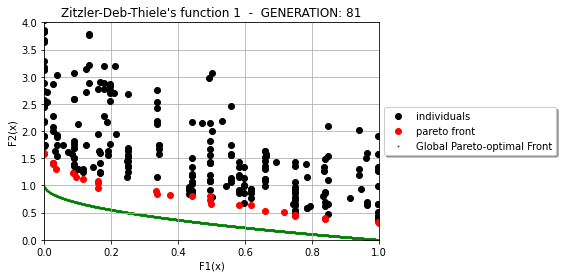 Zitzler-Deb-Thiele's function 1 - GENERATION: 81
4.0
3.5
3.0
2.5
2.0
1.5
1.0
0.5
0.0
F2(x)
0.0 0.2 0.4 0.6 0.8 1.0
F1(x)
individuals
pareto front
Global Pareto-optimal Front